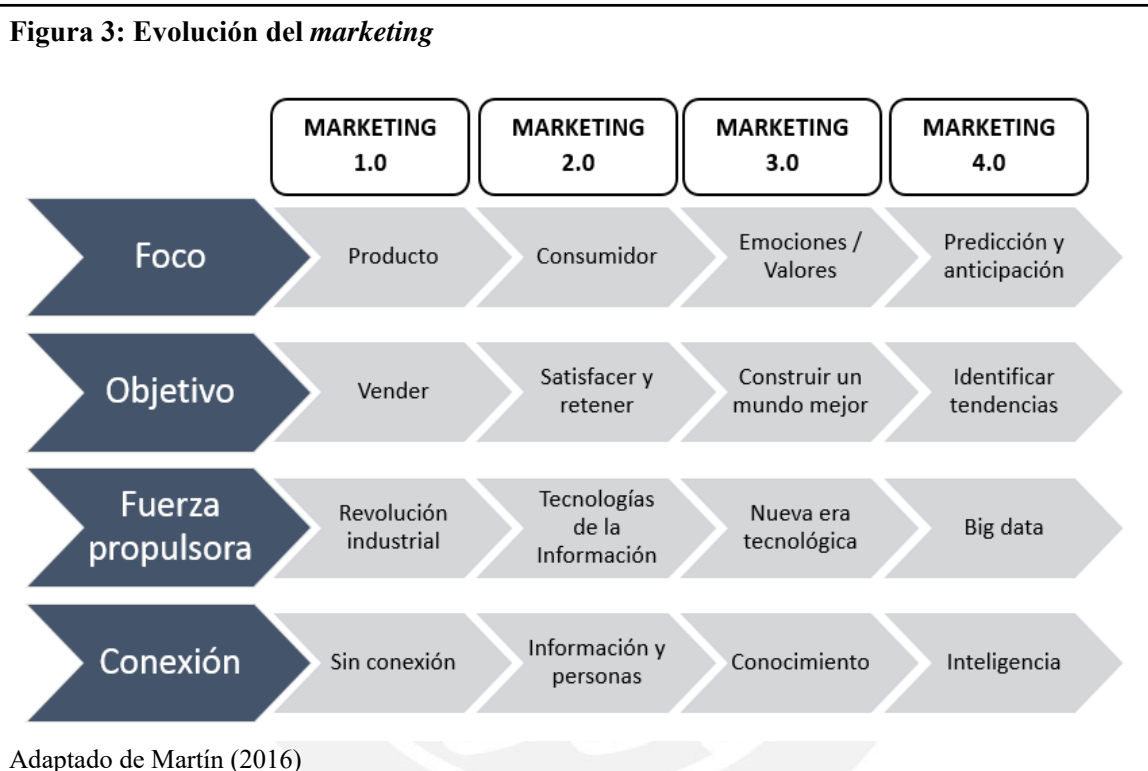 Figura 3: Evolución del marketing
MARKETING
1.0
MARKETING
2.0
MARKETING
3.0
MARKETING
4.0
Foco
Producto
Consumidor
Emociones /
Valores
Predicción y
anticipación
Objetivo
Vender
Satisfacer y
retener
Construir un
mundo mejor
Identificar
tendencias
Fuerza
propulsora
Revolución
industrial
Tecnologías
de la
Información
Nueva era
tecnológica
Big data
Conexión
Sin conexión
Información y
personas
Conocimiento
Inteligencia
Adaptado de Martín (2016)